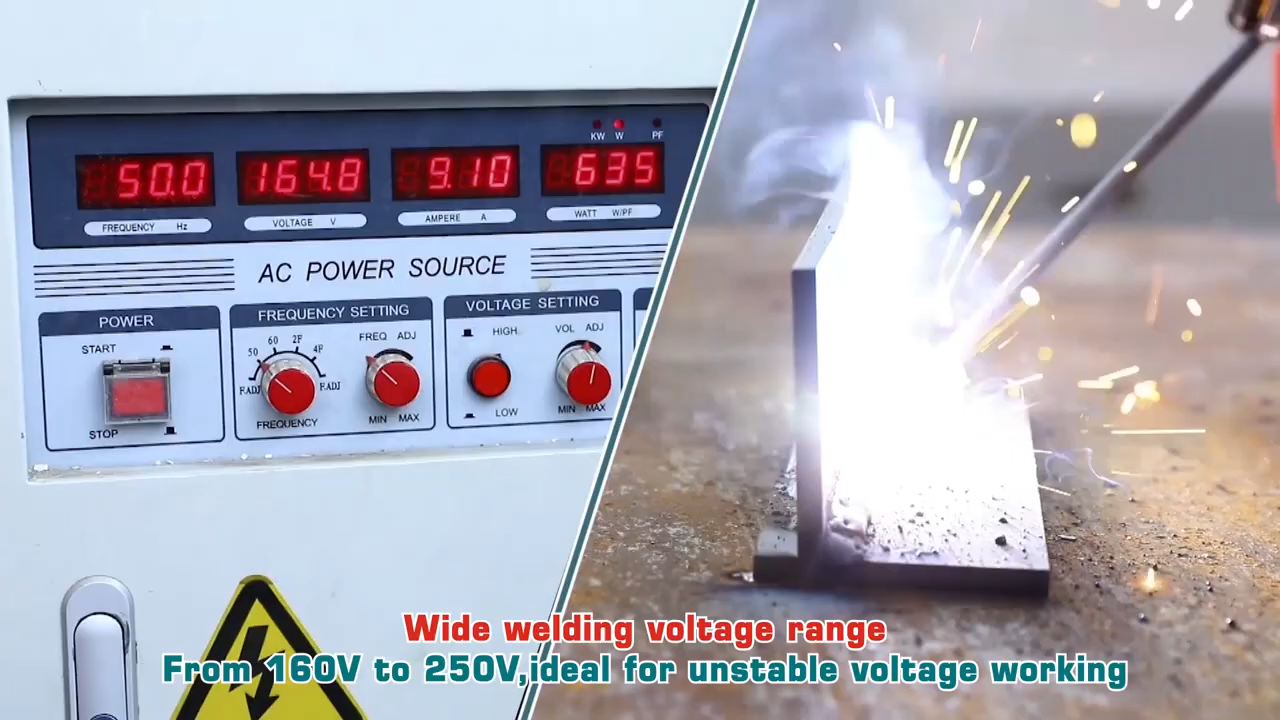 KW W PF
50.0 164.8 9.10 635
FREQUENCY Hz VOLTAGE V AMPERE A WATT W/PF
AC POWER SOURCE
POWER
START
STOP
FREQUENCY SETTING
50 60 2F 4F
F.ADJ F.ADJ
FREQUENCY
FREQ ADJ
MIN MAX
VOLTAGE SETTING
HIGH
LOW
VOL ADJ
MIN MAX
Wide welding voltage range
From 160V to 250V,ideal for unstable voltage working